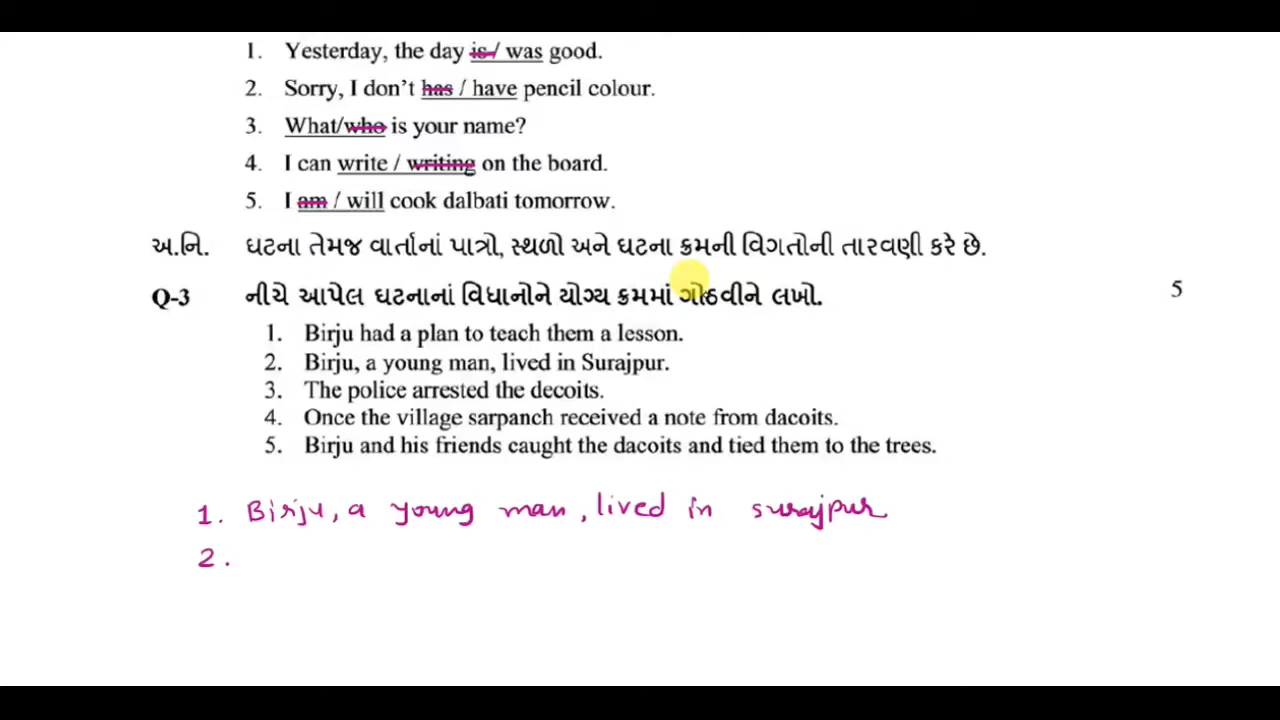 1. Yesterday, the day is / was good.
2. Sorry, I don't has / have pencil colour.
3. What/who is your name?
4. I can write / writing on the board.
5. I am / will cook dalbati tomorrow.
અ.નિ. ઘટના તેમજ વાર્તાનાં પાત્રો, સ્થળો અને ઘટના ક્રમની વિગતોની તારવણી કરે છે.
Q-3 નીચે આપેલ ઘટનાનાં વિધાનોને યોગ્ય ક્રમમાં ગોઠવીને લખો. 5
1. Birju had a plan to teach them a lesson.
2. Birju, a young man, lived in Surajpur.
3. The police arrested the decoits.
4. Once the village sarpanch received a note from dacoits.
5. Birju and his friends caught the dacoits and tied them to the trees.
1. Birju, a young man, lived in surajpur
2.